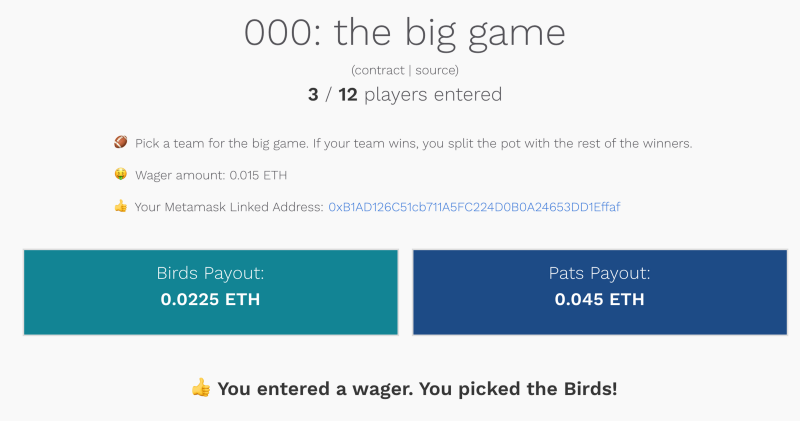 000: the big game
(contract | source)
3 / 12 players entered
🏈 Pick a team for the big game. If your team wins, you split the pot with the rest of the winners.
🤑 Wager amount: 0.015 ETH
👍 Your Metamask Linked Address: 0xB1AD126C51cb711A5FC224D0B0A24653DD1Effaf
Birds Payout:
0.0225 ETH
Pats Payout:
0.045 ETH
👍 You entered a wager. You picked the Birds!